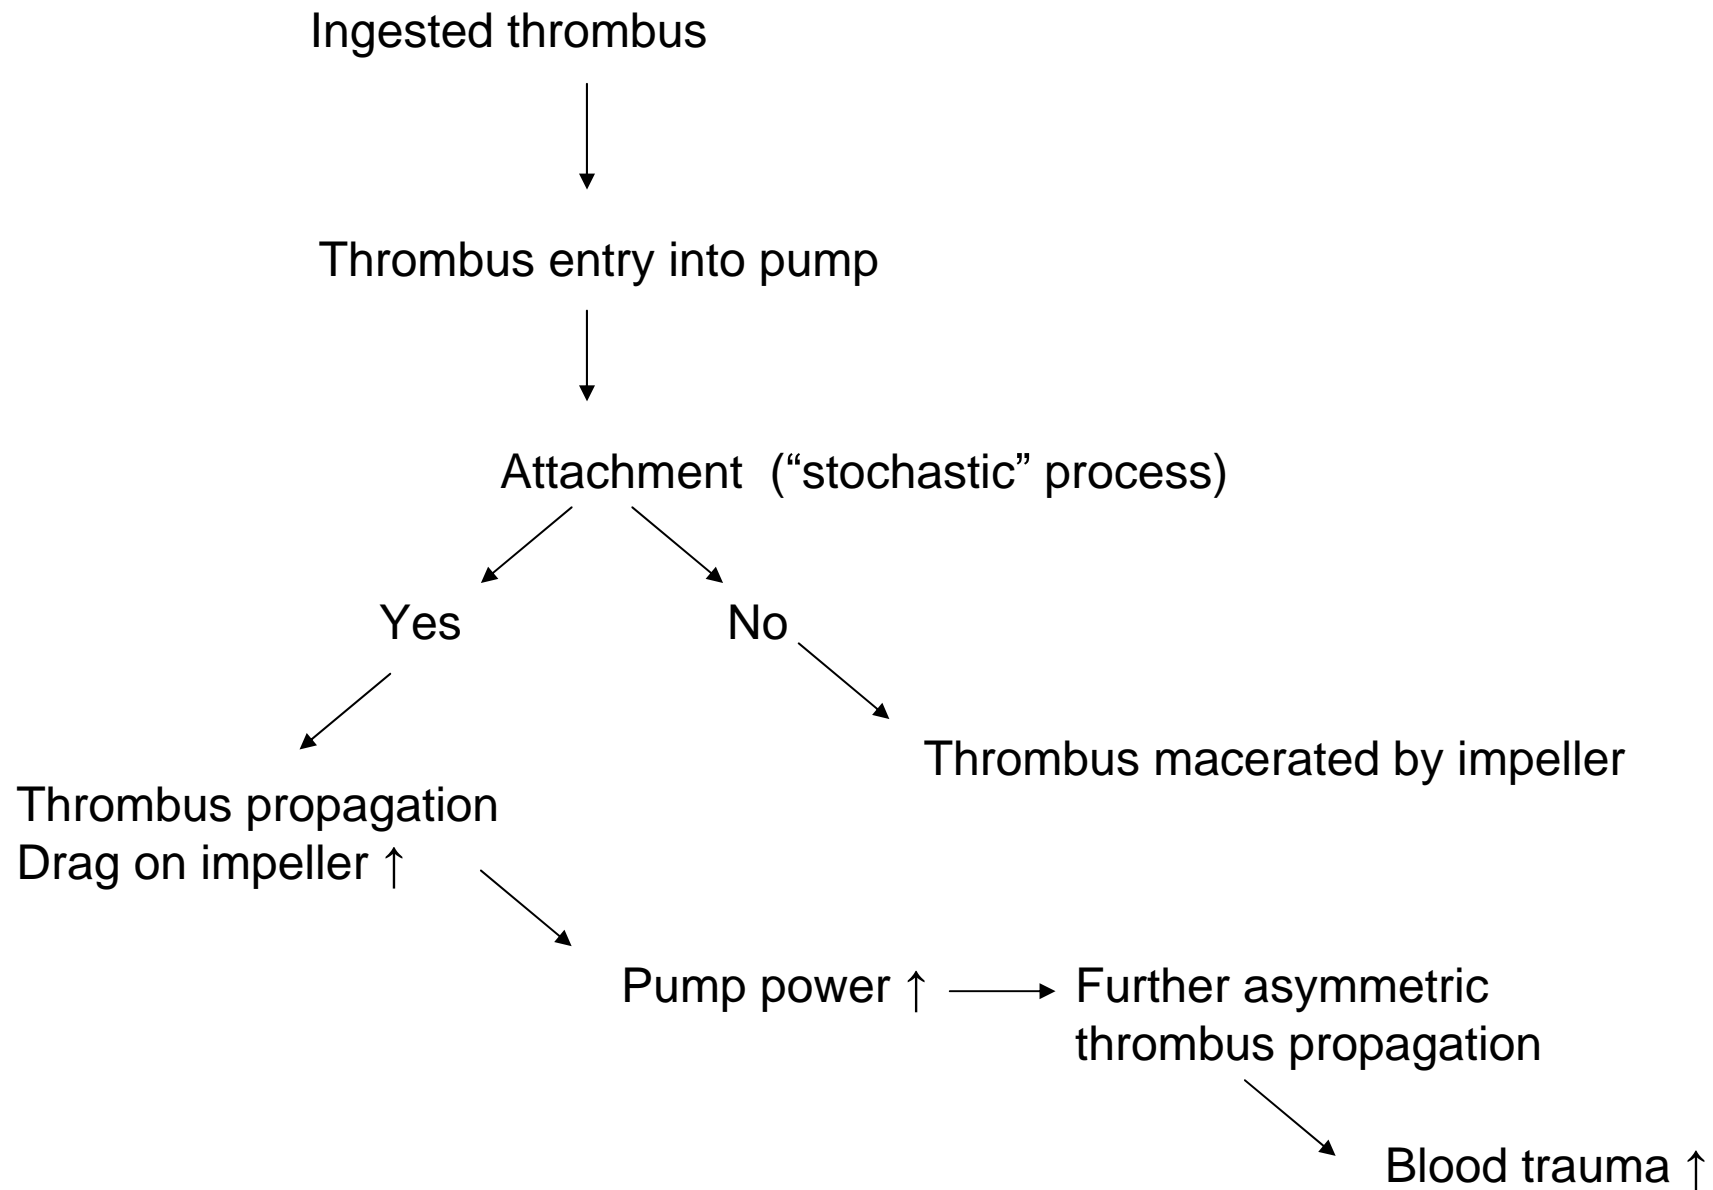 Ingested thrombus
Thrombus entry into pump
Attachment  (“stochastic” process)
Yes
No
Thrombus macerated by impeller
Thrombus propagation
Drag on impeller ↑
Pump power ↑
Further asymmetric
thrombus propagation
Blood trauma ↑